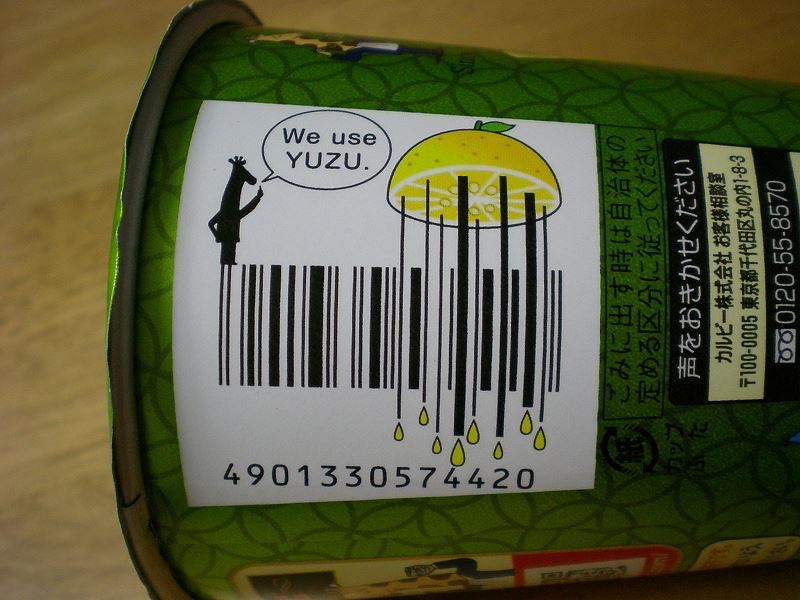 We use
YUZU.
4901330574420
ごみに出す時は自治体の
定める区分に従ってください
声をおきかせください
カルビー株式会社 お客様相談室
〒100-0005 東京都千代田区丸の内1-8-3
0120-55-8570
紙
カップ
ふた